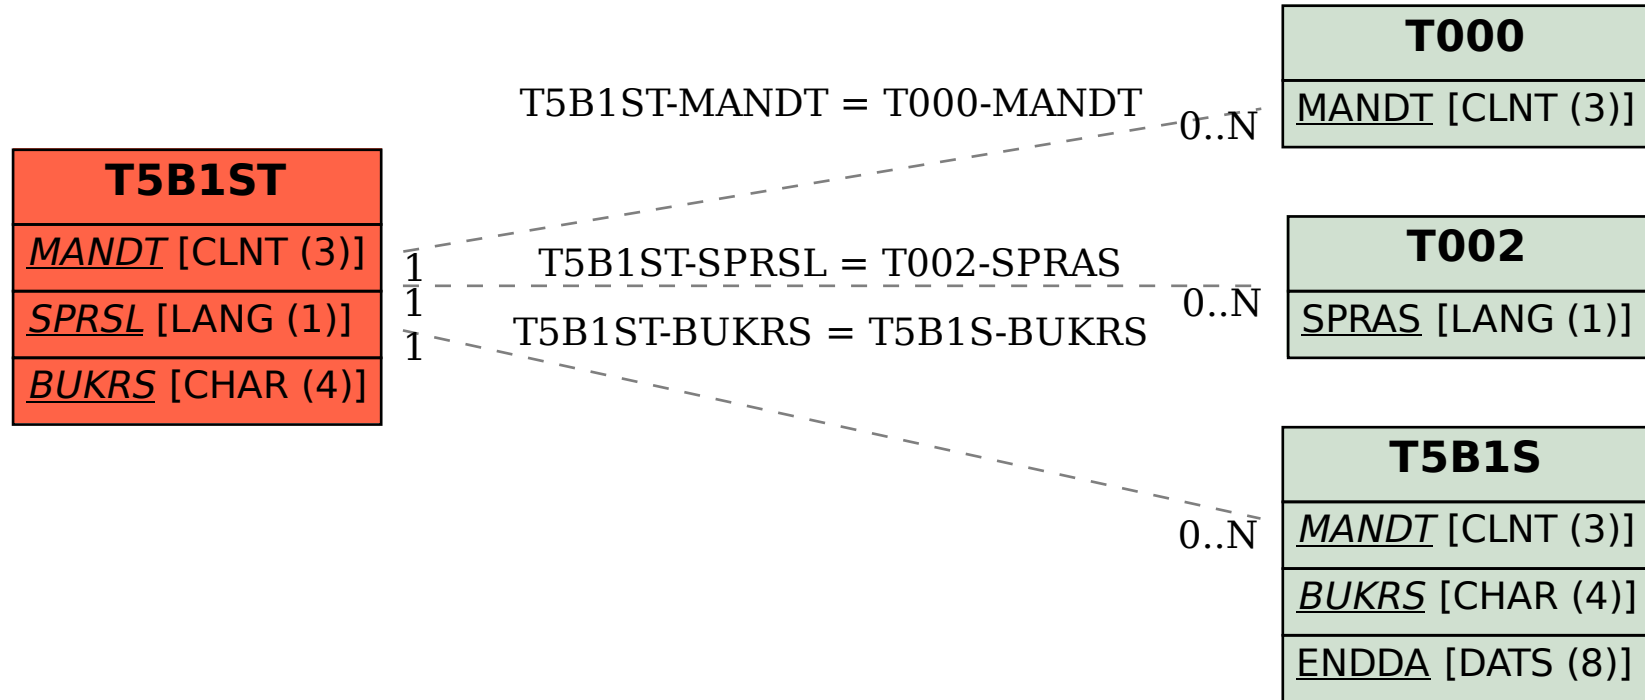 T5B1ST
MANDT [CLNT (3)]
SPRSL [LANG (1)]
BUKRS [CHAR (4)]
T5B1ST-MANDT = T000-MANDT
1
0..N
T5B1ST-SPRSL = T002-SPRAS
1
0..N
T5B1ST-BUKRS = T5B1S-BUKRS
1
0..N
T000
MANDT [CLNT (3)]
T002
SPRAS [LANG (1)]
T5B1S
MANDT [CLNT (3)]
BUKRS [CHAR (4)]
ENDDA [DATS (8)]